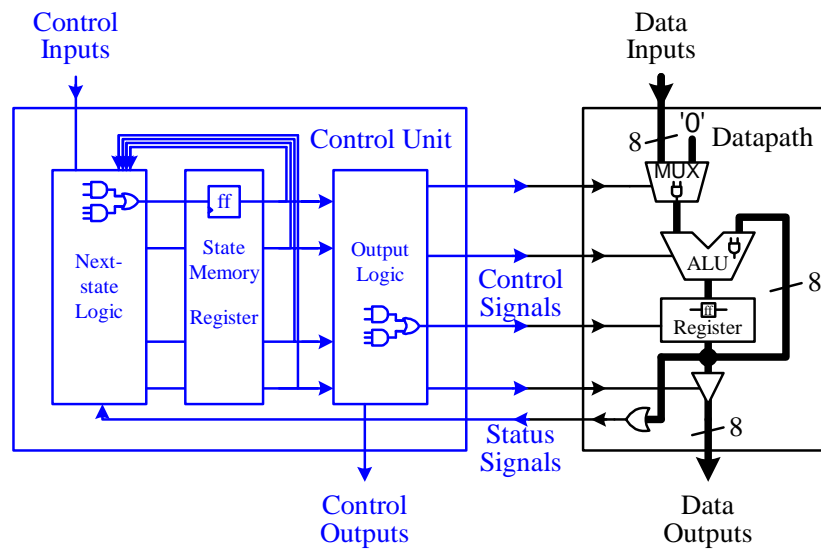 Control
Inputs
Data
Inputs
Control Unit
8
'0'
Datapath
MUX
ff
Next-
state
Logic
State
Memory
Register
Output
Logic
Control
Signals
ALU
8
ff
Register
Status
Signals
8
Control
Outputs
Data
Outputs